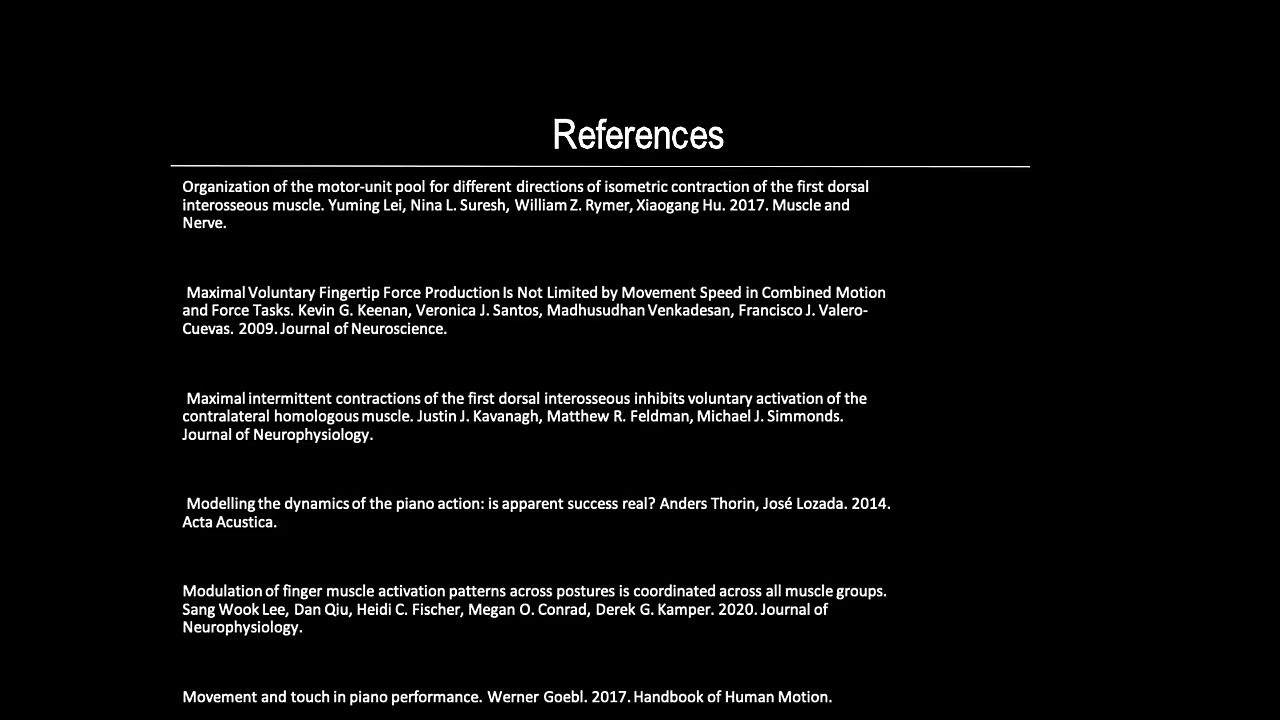 References
Organization of the motor-unit pool for different directions of isometric contraction of the first dorsal
interosseous muscle. Yuming Lei, Nina L. Suresh, William Z. Rymer, Xiaogang Hu. 2017. Muscle and
Nerve.
Maximal Voluntary Fingertip Force Production Is Not Limited by Movement Speed in Combined Motion
and Force Tasks. Kevin G. Keenan, Veronica J. Santos, Madhusudhan Venkadesan, Francisco J. Valero-
Cuevas. 2009. Journal of Neuroscience.
Maximal intermittent contractions of the first dorsal interosseous inhibits voluntary activation of the
contralateral homologous muscle. Justin J. Kavanagh, Matthew R. Feldman, Michael J. Simmonds.
Journal of Neurophysiology.
Modelling the dynamics of the piano action: is apparent success real? Anders Thorin, José Lozada. 2014.
Acta Acustica.
Modulation of finger muscle activation patterns across postures is coordinated across all muscle groups.
Sang Wook Lee, Dan Qiu, Heidi C. Fischer, Megan O. Conrad, Derek G. Kamper. 2020. Journal of
Neurophysiology.
Movement and touch in piano performance. Werner Goebl. 2017. Handbook of Human Motion.